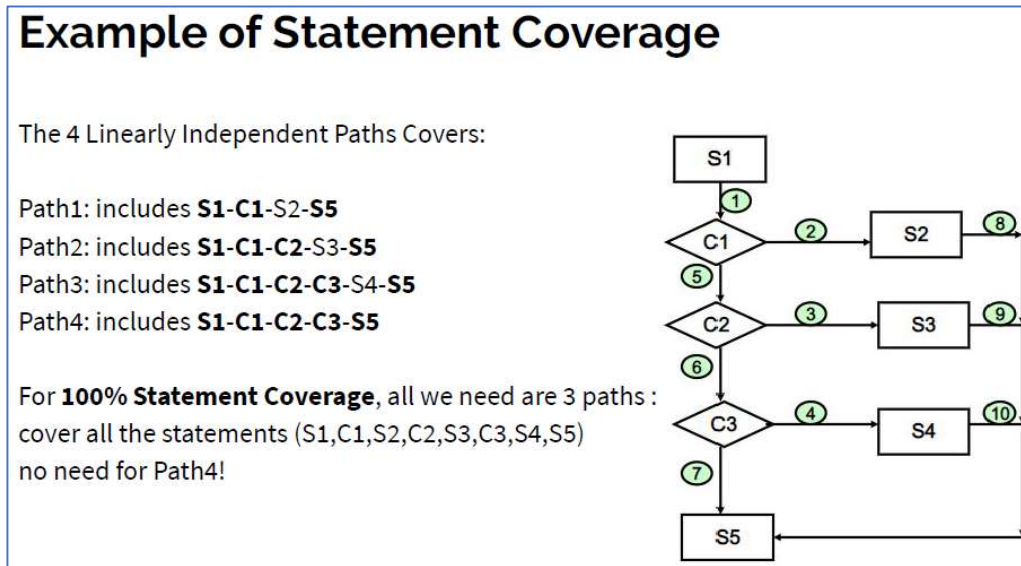 Example of Statement Coverage
The 4 Linearly Independent Paths Covers:
Path1: includes S1-C1-S2-S5
Path2: includes S1-C1-C2-S3-S5
Path3: includes S1-C1-C2-C3-S4-S5
Path4: includes S1-C1-C2-C3-S5
For 100% Statement Coverage, all we need are 3 paths :
cover all the statements (S1,C1,S2,C2,S3,C3,S4,S5)
no need for Path4!
S1
1
C1
2
S2
8
5
C2
3
S3
9
6
C3
4
S4
10
7
S5